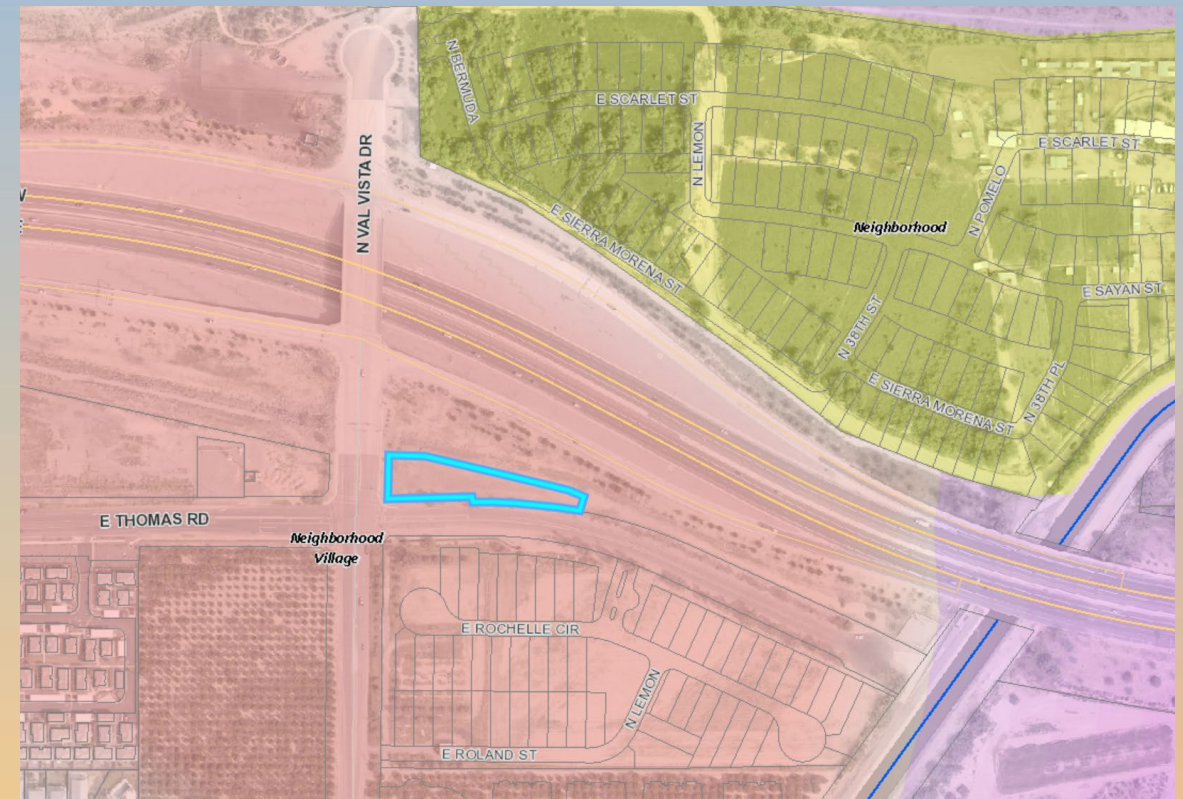 N BERMUDA
E SCARLET ST
N VAL VISTA DR
N LEMON
E SCARLET ST
N POMELO
E SIERRA MORENA ST
Neighborhood
E SAYAN ST
N 38TH ST
N 38TH PL
E SIERRA MORENA ST
E THOMAS RD
Neighborhood
Village
E ROCHELLE CIR
N LEMON
E ROLAND ST